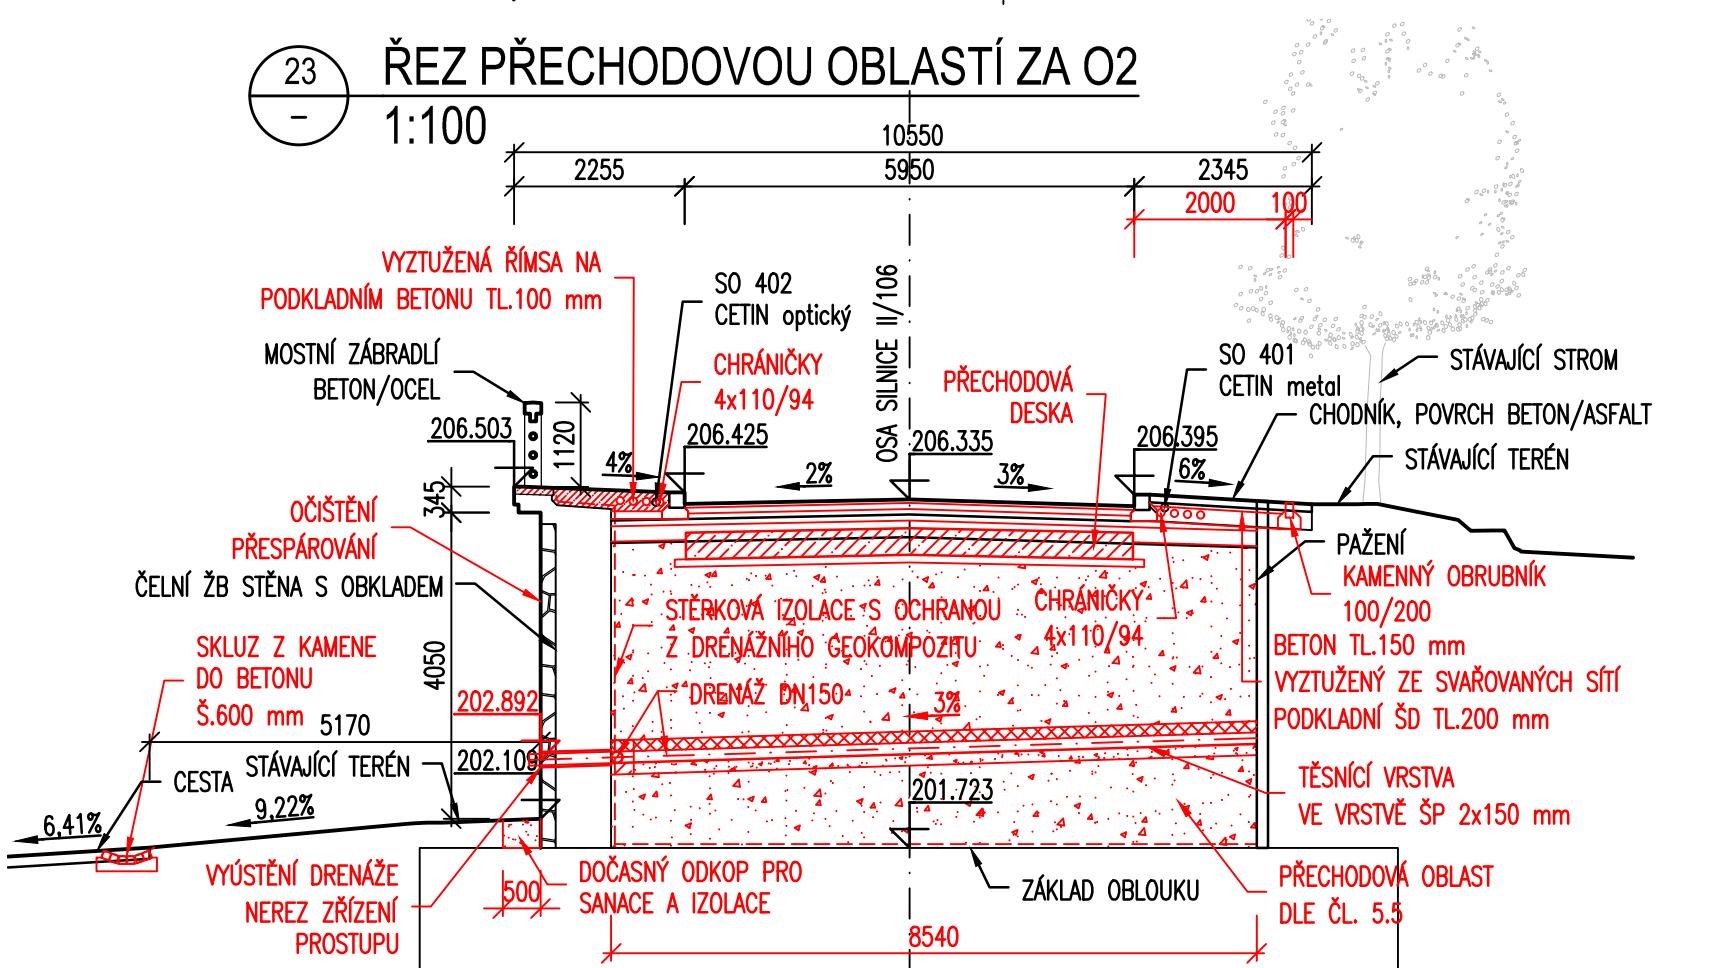 23
–
ŘEZ PŘECHODOVOU OBLASTÍ ZA O2
1:100
10550
2255
5950
2345
2000
100
VYZTUŽENÁ ŘÍMSA NA
PODKLADNÍM BETONU TL.100 mm
SO 402
CETIN optický
OSA SILNICE II/106
MOSTNÍ ZÁBRADLÍ
BETON/OCEL
CHRÁNIČKY
4x110/94
PŘECHODOVÁ
DESKA
SO 401
CETIN metal
STÁVAJÍCÍ STROM
CHODNÍK, POVRCH BETON/ASFALT
STÁVAJÍCÍ TERÉN
206.503
1120
206.425
206.335
206.395
4%
2%
3%
6%
345
OČIŠTĚNÍ
PŘESPÁROVÁNÍ
ČELNÍ ŽB STĚNA S OBKLADEM
PAŽENÍ
KAMENNÝ OBRUBNÍK
100/200
STĚRKOVÁ IZOLACE S OCHRANOU
Z DRENÁŽNÍHO GEOKOMPOZITU
CHRÁNIČKY
4x110/94
SKLUZ Z KAMENE
DO BETONU
Š.600 mm
4050
BETON TL.150 mm
VYZTUŽENÝ ZE SVAŘOVANÝCH SÍTÍ
PODKLADNÍ ŠD TL.200 mm
202.892
DRENÁŽ DN150
3%
5170
STÁVAJÍCÍ TERÉN
202.109
CESTA
201.723
TĚSNÍCÍ VRSTVA
VE VRSTVĚ ŠP 2x150 mm
9,22%
6,41%
VYÚSTĚNÍ DRENÁŽE
NEREZ ZŘÍZENÍ
PROSTUPU
500
DOČASNÝ ODKOP PRO
SANACE A IZOLACE
ZÁKLAD OBLOUKU
PŘECHODOVÁ OBLAST
DLE ČL. 5.5
8540